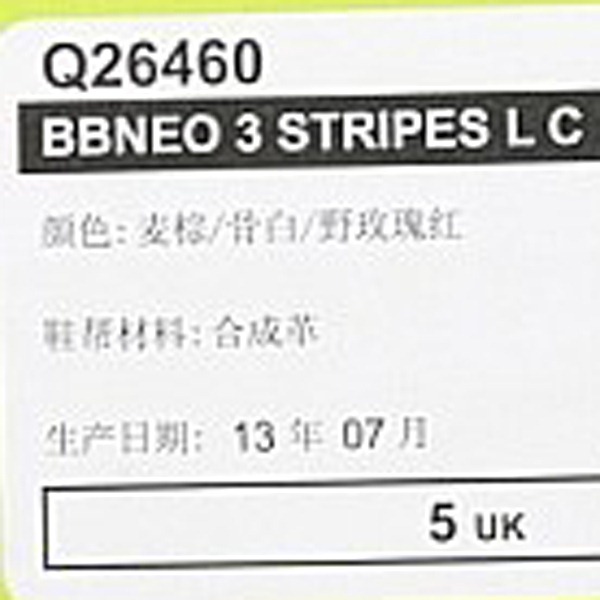 Q26460
BBNEO 3 STRIPES L C
颜色: 麦棕/背白/野玫瑰红
鞋帮材料: 合成革
生产日期: 13 年 07 月
5 UK